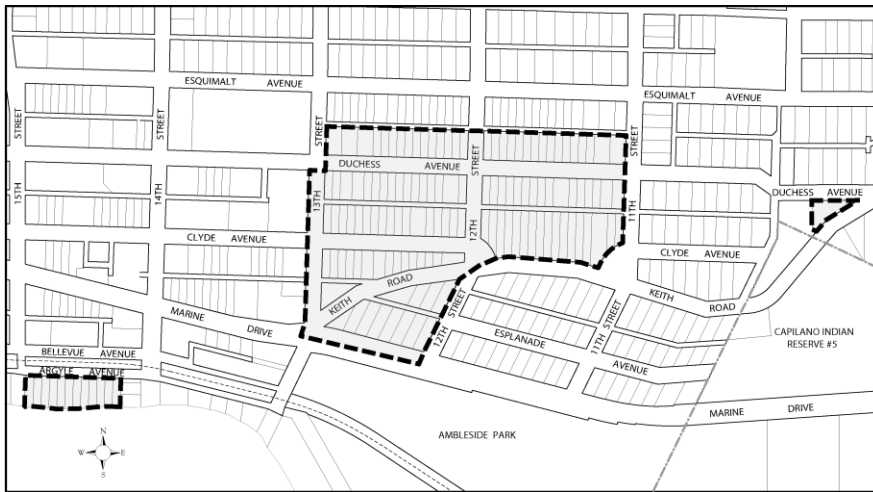 ESQUIMALT AVENUE
ESQUIMALT AVENUE
STREET
STREET
STREET
STREET
STREET
DUCHESS AVENUE
DUCHESS AVENUE
15TH
14TH
13TH
12TH
11TH
CLYDE AVENUE
CLYDE AVENUE
KEITH ROAD
KEITH ROAD
MARINE DRIVE
12TH STREET
11TH STREET
ESPLANADE AVENUE
CAPILANO INDIAN
RESERVE #5
BELLEVUE AVENUE
ARGYLE AVENUE
MARINE DRIVE
AMBLESIDE PARK
N
W E
S